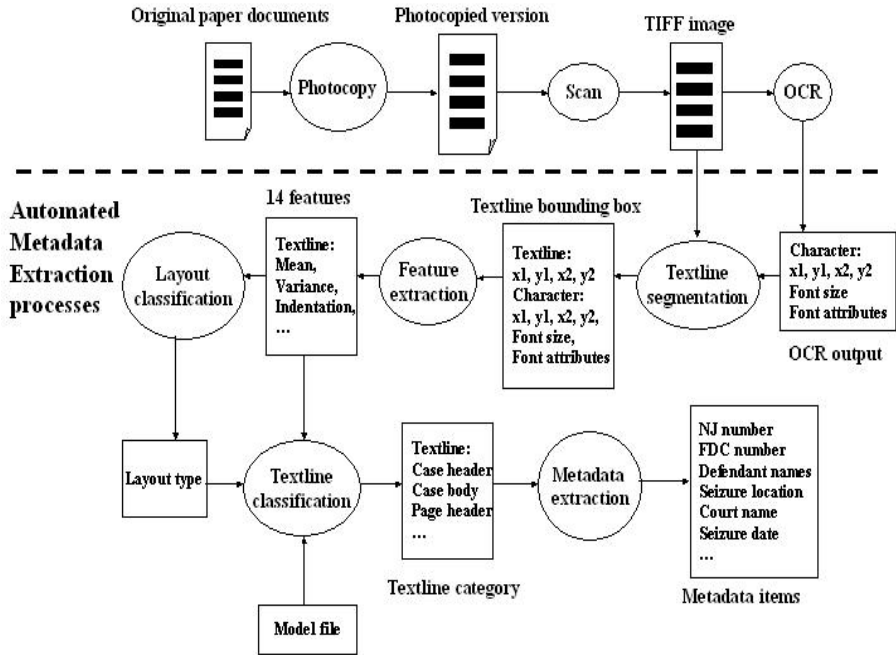 Original paper documents
Photocopied version
TIFF image
Photocopy
Scan
OCR
Automated
Metadata
Extraction
processes
14 features
Textline bounding box
Layout
classification
Textline:
Mean,
Variance,
Indentation,
...
Feature
extraction
Textline:
x1, y1, x2, y2
Character:
x1, y1, x2, y2,
Font size,
Font attributes
Textline
segmentation
Character:
x1, y1, x2, y2
Font size
Font attributes
OCR output
Layout type
Textline
classification
Textline:
Case header
Case body
Page header
...
Textline category
Metadata
extraction
NJ number
FDC number
Defendant names
Seizure location
Court name
Seizure date
...
Metadata items
Model file